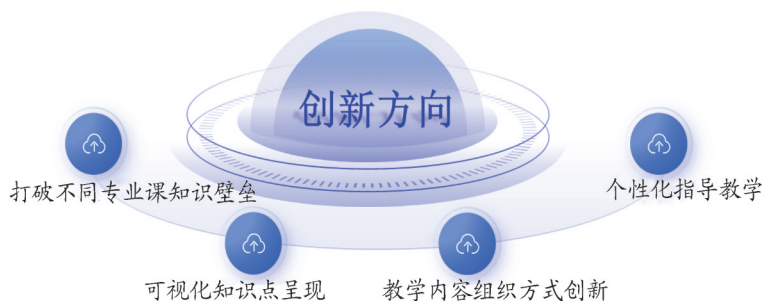 创新方向
打破不同专业课知识壁垒
个性化指导教学
可视化知识点呈现
教学内容组织方式创新